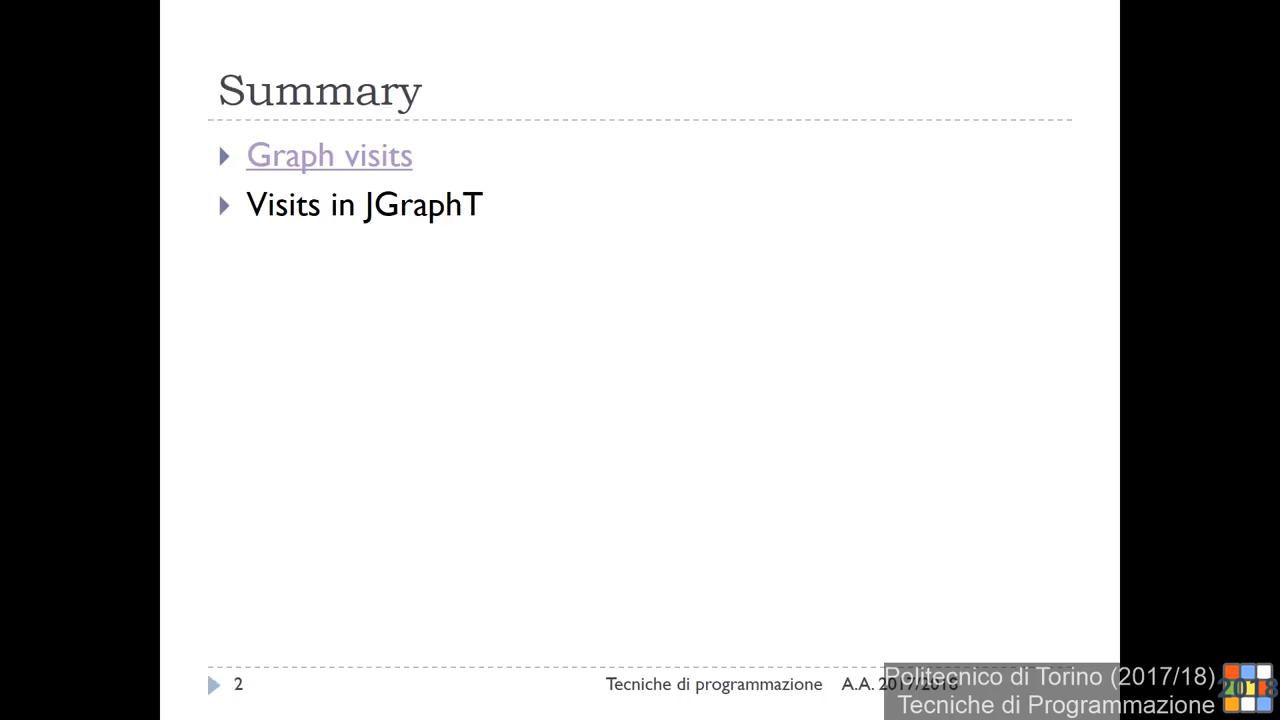 Summary
Graph visits
Visits in JGraphT
2
Tecniche di programmazione A.A. 2017/2018
Politecnico di Torino (2017/18)
Tecniche di Programmazione
2018